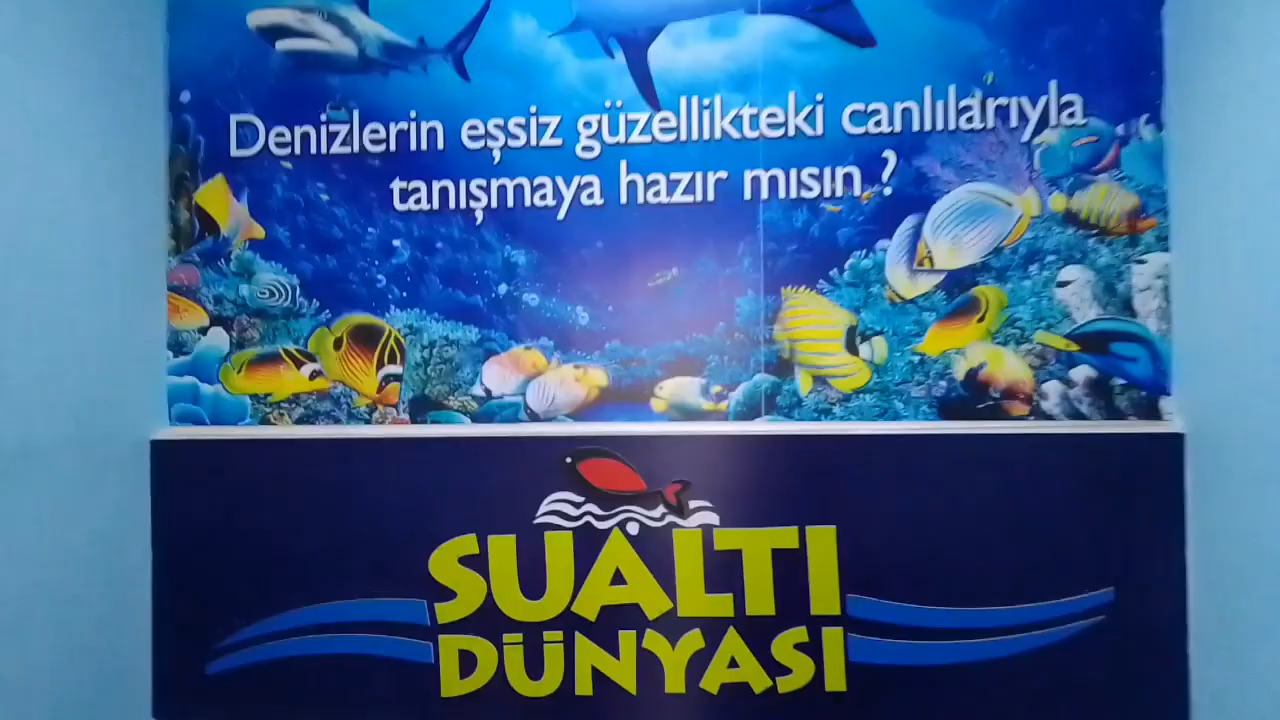 Denizlerin eşsiz güzellikteki canlılarıyla
tanışmaya hazır mısın ?
SUALTI
DÜNYASI